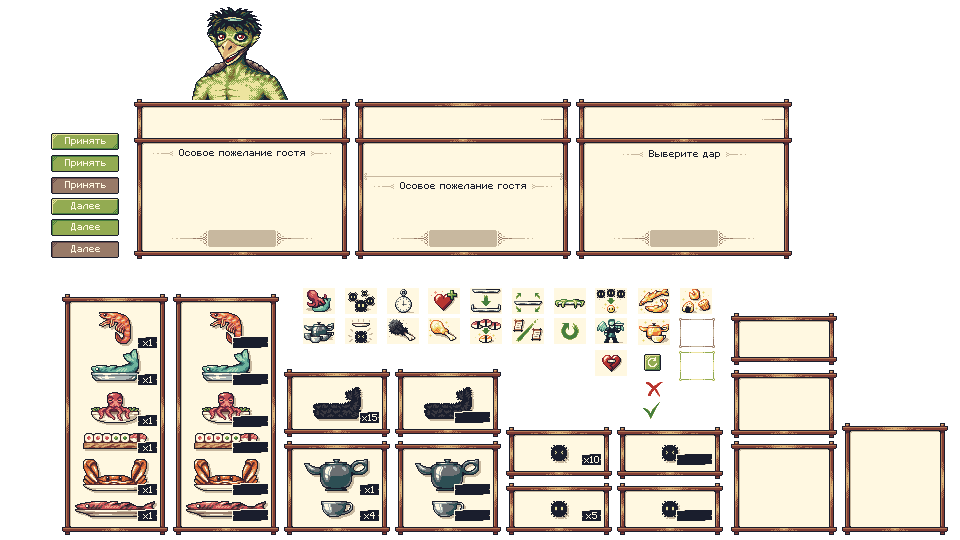 Принять
Принять
Принять
Далее
Далее
Далее
Особое пожелание гостя
Особое пожелание гостя
Выберите дар
x1
x1
x1
x1
x1
x1
x15
x1
x4
x10
x5